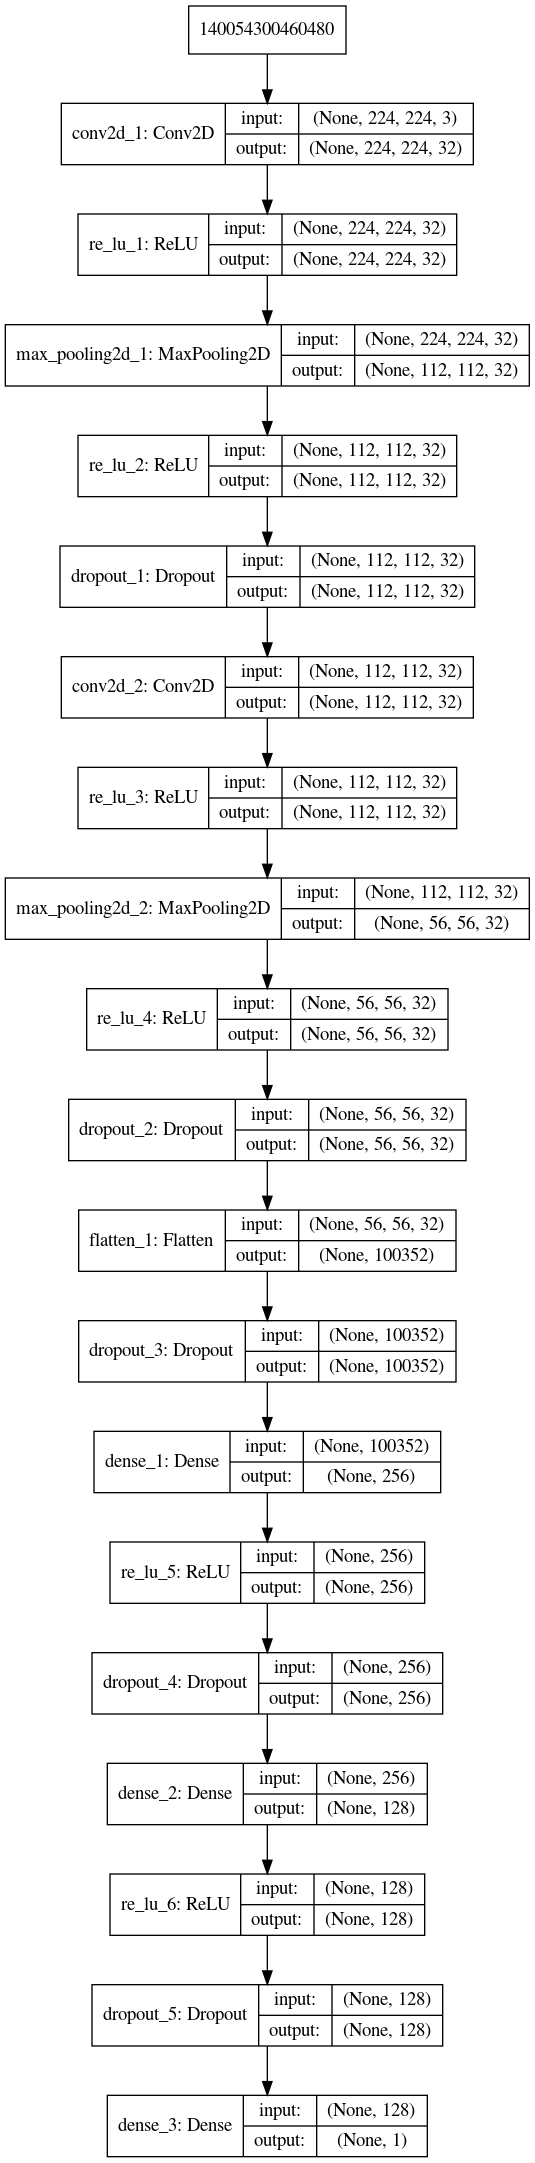 140054300460480
conv2d_1: Conv2D
input: (None, 224, 224, 3)
output: (None, 224, 224, 32)
re_lu_1: ReLU
input: (None, 224, 224, 32)
output: (None, 224, 224, 32)
max_pooling2d_1: MaxPooling2D
input: (None, 224, 224, 32)
output: (None, 112, 112, 32)
re_lu_2: ReLU
input: (None, 112, 112, 32)
output: (None, 112, 112, 32)
dropout_1: Dropout
input: (None, 112, 112, 32)
output: (None, 112, 112, 32)
conv2d_2: Conv2D
input: (None, 112, 112, 32)
output: (None, 112, 112, 32)
re_lu_3: ReLU
input: (None, 112, 112, 32)
output: (None, 112, 112, 32)
max_pooling2d_2: MaxPooling2D
input: (None, 112, 112, 32)
output: (None, 56, 56, 32)
re_lu_4: ReLU
input: (None, 56, 56, 32)
output: (None, 56, 56, 32)
dropout_2: Dropout
input: (None, 56, 56, 32)
output: (None, 56, 56, 32)
flatten_1: Flatten
input: (None, 56, 56, 32)
output: (None, 100352)
dropout_3: Dropout
input: (None, 100352)
output: (None, 100352)
dense_1: Dense
input: (None, 100352)
output: (None, 256)
re_lu_5: ReLU
input: (None, 256)
output: (None, 256)
dropout_4: Dropout
input: (None, 256)
output: (None, 256)
dense_2: Dense
input: (None, 256)
output: (None, 128)
re_lu_6: ReLU
input: (None, 128)
output: (None, 128)
dropout_5: Dropout
input: (None, 128)
output: (None, 128)
dense_3: Dense
input: (None, 128)
output: (None, 1)